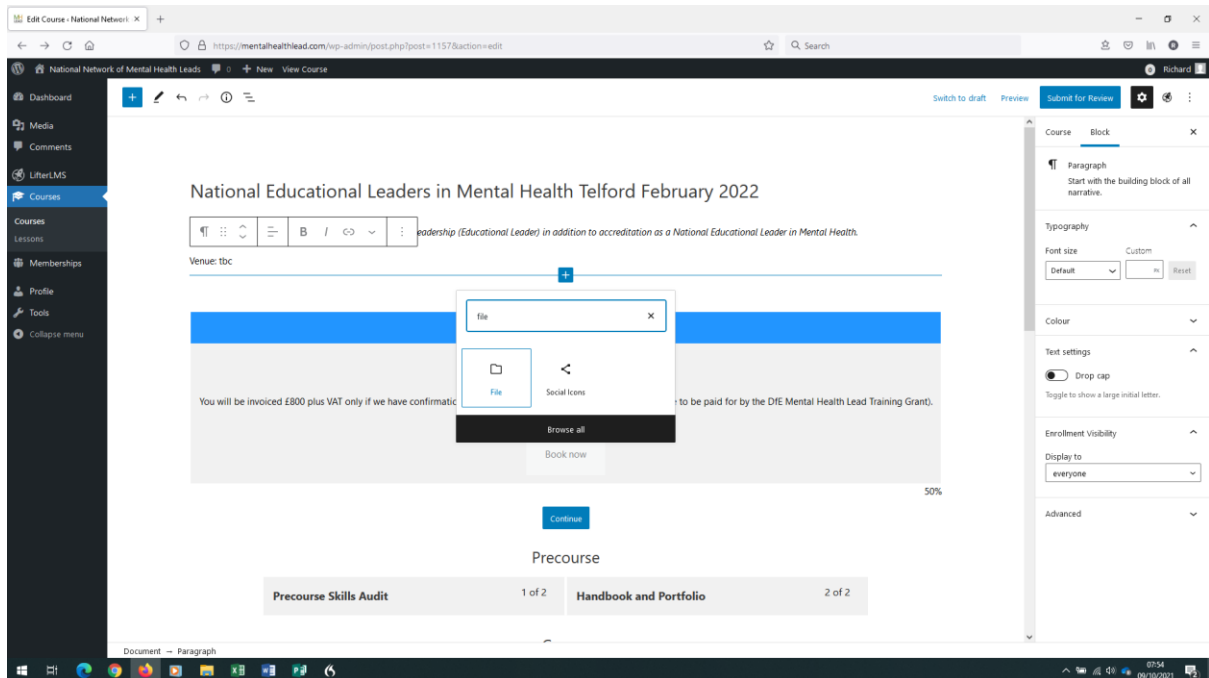 Edit Course ‹ National Network
https://mentalhealthlead.com/wp-admin/post.php?post=1157&action=edit
Search
National Network of Mental Health Leads
0
New
View Course
Richard
Dashboard
Media
Comments
LifterLMS
Courses
Courses
Lessons
Memberships
Profile
Tools
Collapse menu
Switch to draft
Preview
Submit for Review
National Educational Leaders in Mental Health Telford February 2022
B I
eadership (Educational Leader) in addition to accreditation as a National Educational Leader in Mental Health.
Venue: tbc
file
File
Social Icons
Browse all
You will be invoiced £800 plus VAT only if we have confirmatio
to be paid for by the DfE Mental Health Lead Training Grant).
Book now
50%
Continue
Precourse
Precourse Skills Audit
1 of 2
Handbook and Portfolio
2 of 2
Document → Paragraph
Course
Block
Paragraph
Start with the building block of all
narrative.
Typography
Font size
Custom
Default
Reset
Colour
Text settings
Drop cap
Toggle to show a large initial letter.
Enrollment Visibility
Display to
everyone
Advanced
07:54
09/10/2021